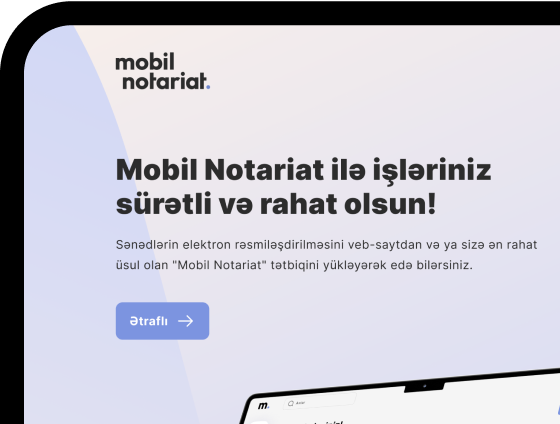 mobil
notariat.
Mobil Notariat ilə işləriniz
sürətli və rahat olsun!
Sənədlərin elektron rəsmiləşdirilməsini veb-saytdan və ya sizə ən rahat
üsul olan "Mobil Notariat" tətbiqini yükləyərək edə bilərsiniz.
Ətraflı
m.